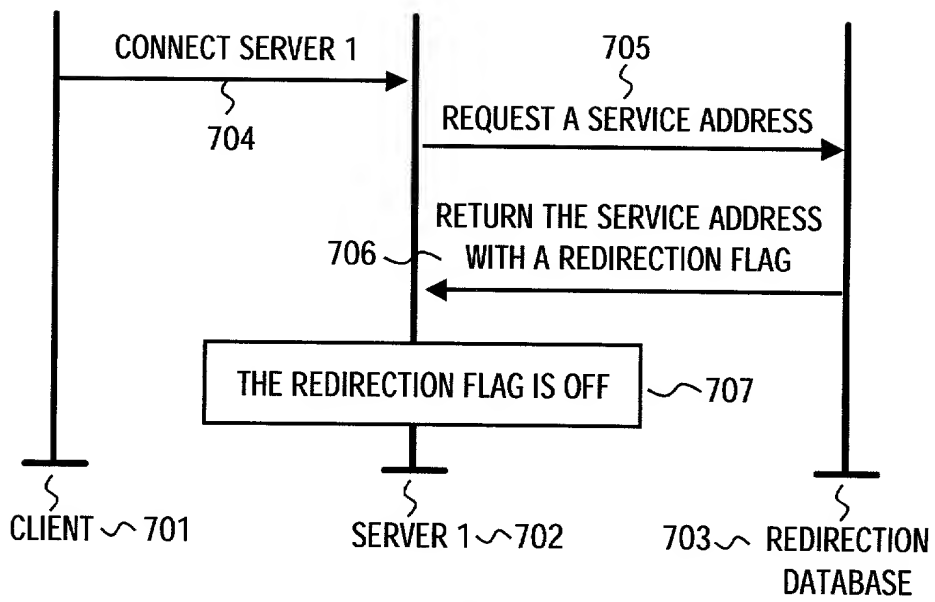 CONNECT SERVER 1
704
705
REQUEST A SERVICE ADDRESS
RETURN THE SERVICE ADDRESS
706 WITH A REDIRECTION FLAG
THE REDIRECTION FLAG IS OFF
707
CLIENT 701
SERVER 1 702
703 REDIRECTION
DATABASE